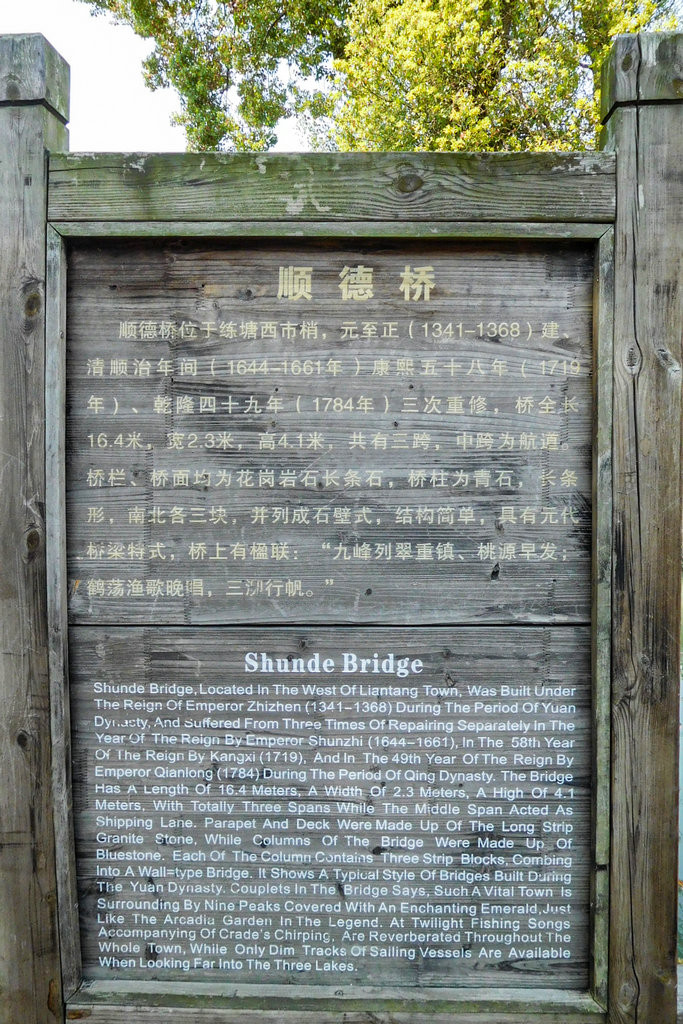 顺德桥
顺德桥位于练塘西市梢，元至正（1341-1368）建、
清顺治年间（1644-1661年）康熙五十八年（1719
年）、乾隆四十九年（1784年）三次重修，桥全长
16.4米，宽2.3米，高4.1米，共有三跨，中跨为航道。
桥栏、桥面均为花岗岩石长条石，桥柱为青石，长条
形，南北各三块，并列成石壁式，结构简单，具有元代
桥梁特式，桥上有楹联：“九峰列翠重镇、桃源早发；
鹤荡渔歌晚唱，三泖行帆。”
Shunde Bridge
Shunde Bridge, Located In The West Of Liantang Town, Was Built Under
The Reign Of Emperor Zhizhen (1341-1368) During The Period Of Yuan
Dynasty, And Suffered From Three Times Of Repairing Separately In The
Year Of The Reign By Emperor Shunzhi (1644-1661), In The 58th Year
Of The Reign By Kangxi (1719), And In The 49th Year Of The Reign By
Emperor Qianlong (1784) During The Period Of Qing Dynasty. The Bridge
Has A Length Of 16.4 Meters, A Width Of 2.3 Meters, A High Of 4.1
Meters, With Totally Three Spans While The Middle Span Acted As
Shipping Lane. Parapet And Deck Were Made Up Of The Long Strip
Granite Stone, While Columns Of The Bridge Were Made Up Of
Bluestone. Each Of The Column Contains Three Strip Blocks, Combing
Into A Wall=type Bridge. It Shows A Typical Style Of Bridges Built During
The Yuan Dynasty. Couplets In The Bridge Says, Such A Vital Town Is
Surrounding By Nine Peaks Covered With An Enchanting Emerald, Just
Like The Arcadia Garden In The Legend. At Twilight Fishing Songs
Accompanying Of Crade's Chirping, Are Reverberated Throughout The
Whole Town, While Only Dim Tracks Of Sailing Vessels Are Available
When Looking Far Into The Three Lakes.